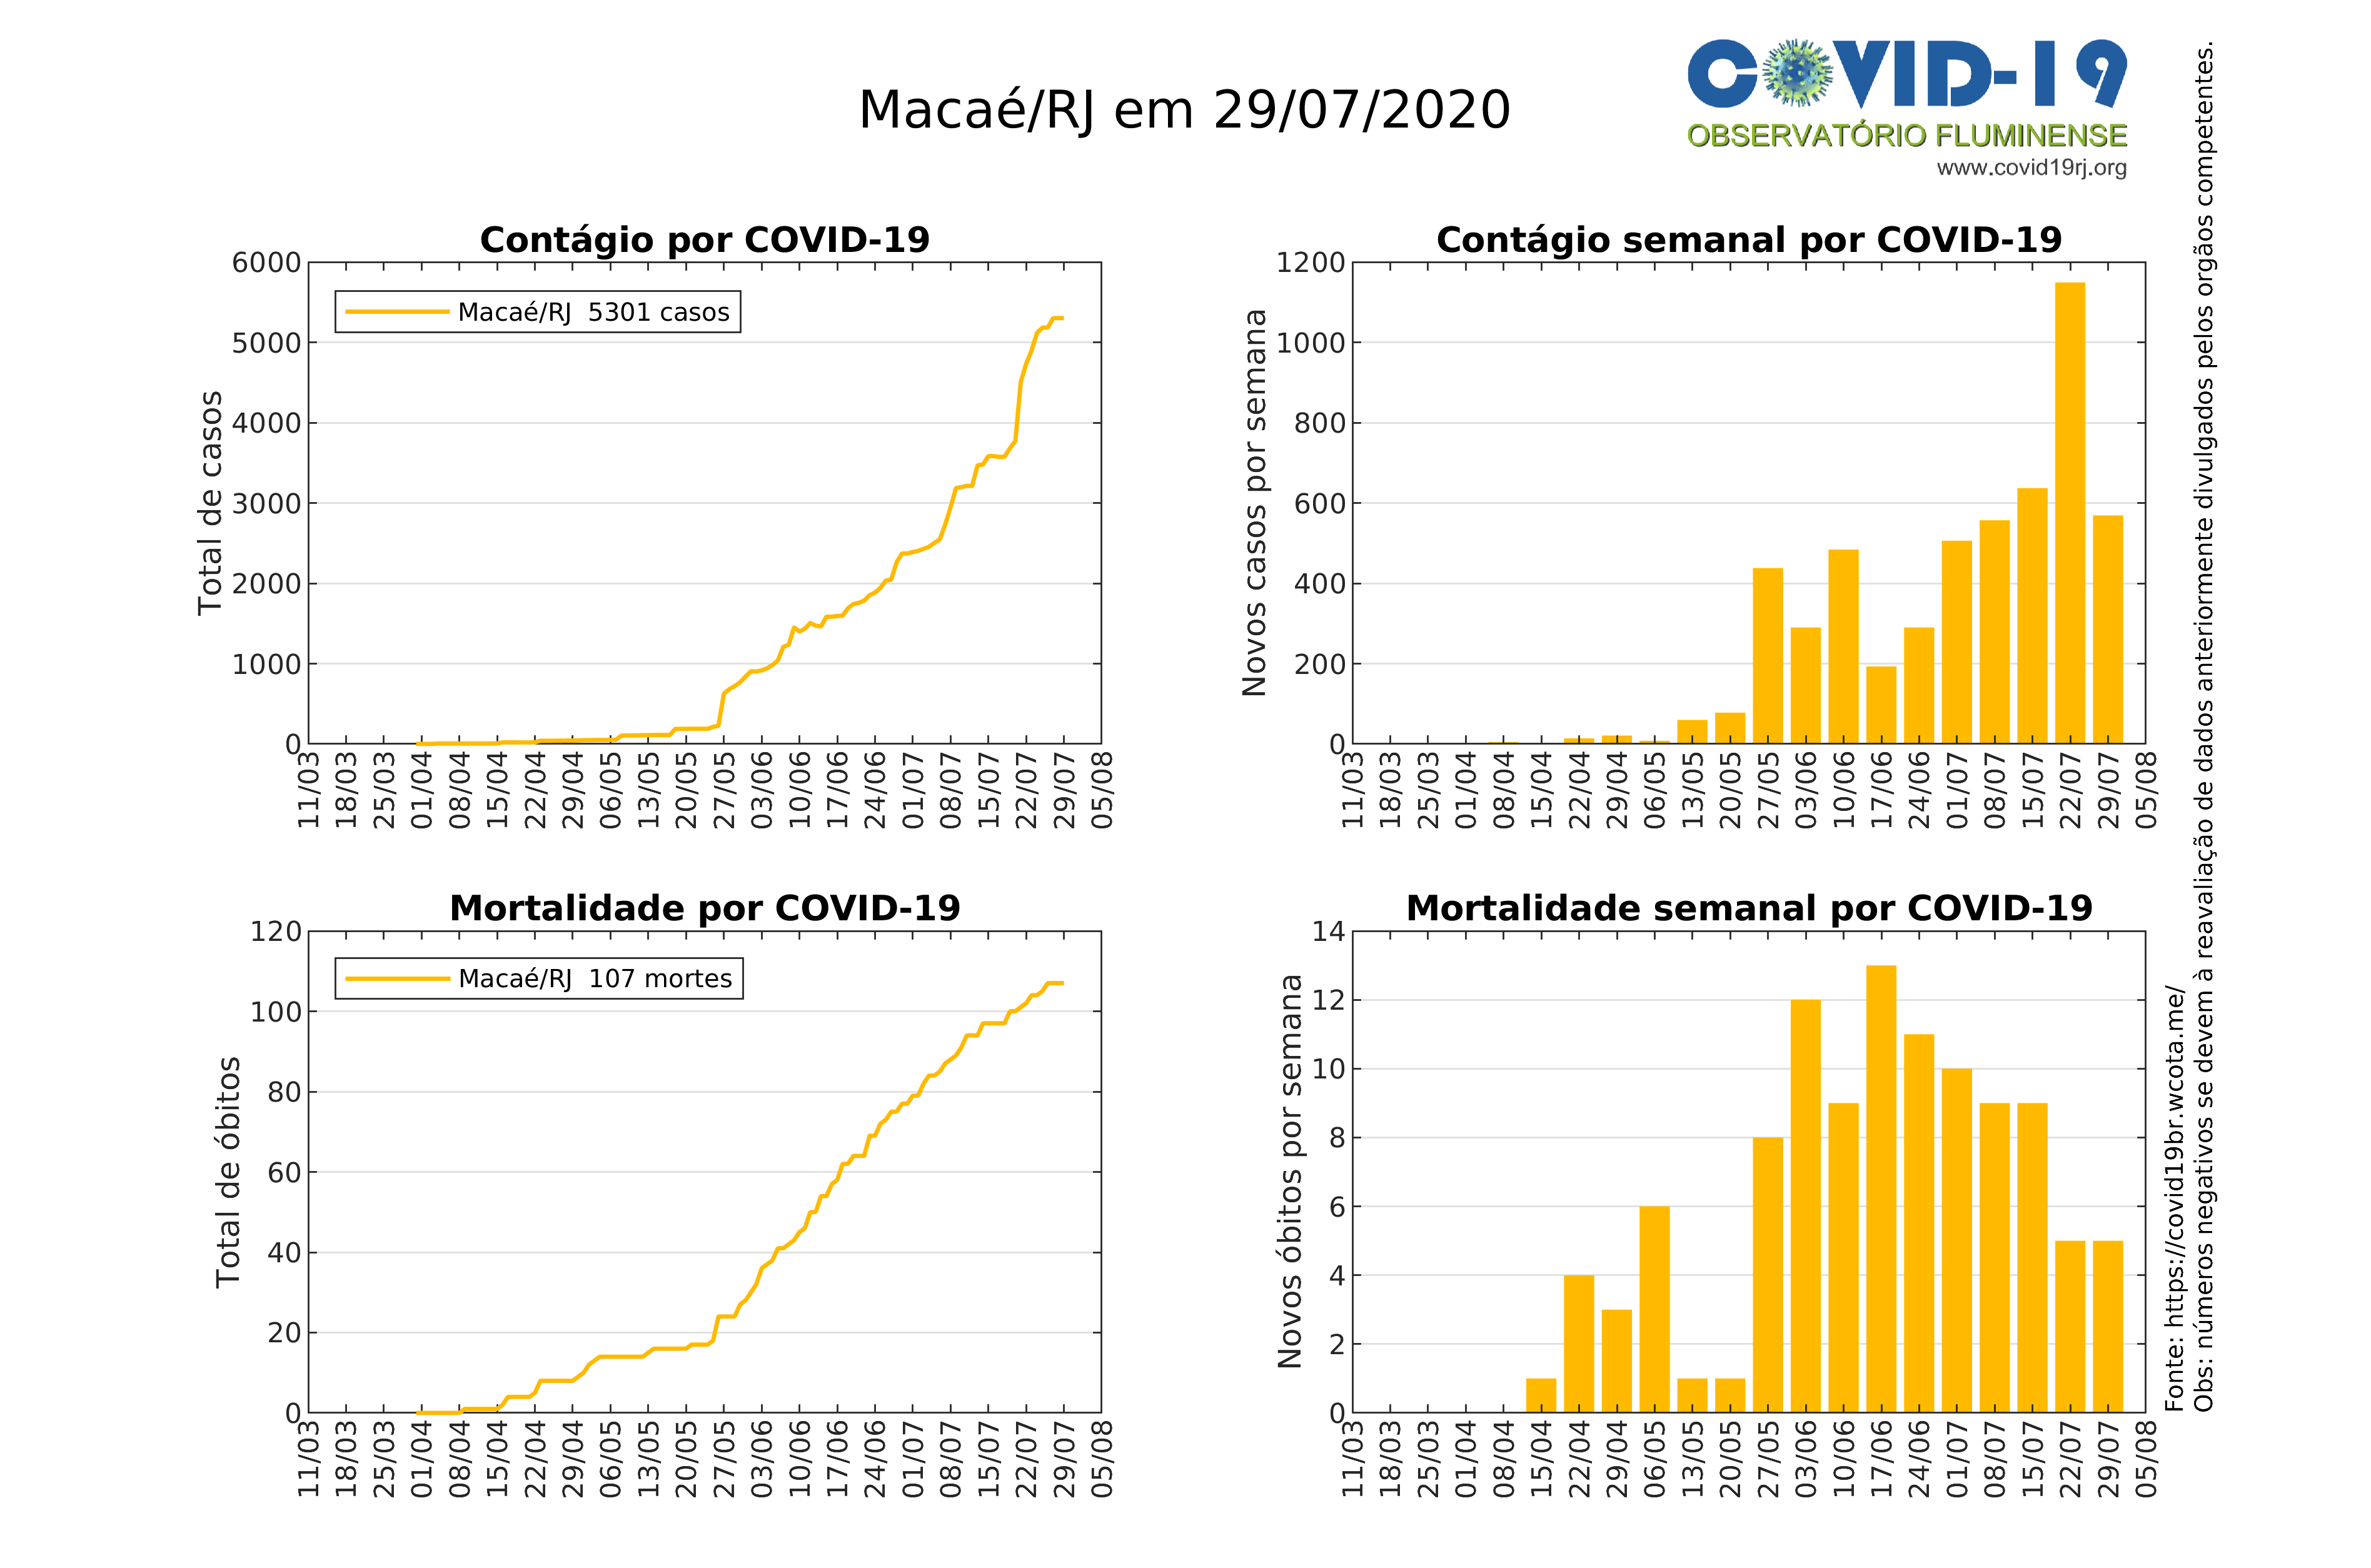 Macaé/RJ em 29/07/2020
COVID-19
OBSERVATÓRIO FLUMINENSE
www.covid19rj.org
Contágio por COVID-19
Total de casos
6000
5000
4000
3000
2000
1000
0
Macaé/RJ 5301 casos
11/03 18/03 25/03 01/04 08/04 15/04 22/04 29/04 06/05 13/05 20/05 27/05 03/06 10/06 17/06 24/06 01/07 08/07 15/07 22/07 29/07 05/08
Contágio semanal por COVID-19
Novos casos por semana
1200
1000
800
600
400
200
0
11/03 18/03 25/03 01/04 08/04 15/04 22/04 29/04 06/05 13/05 20/05 27/05 03/06 10/06 17/06 24/06 01/07 08/07 15/07 22/07 29/07 05/08
Mortalidade por COVID-19
Total de óbitos
120
100
80
60
40
20
0
Macaé/RJ 107 mortes
11/03 18/03 25/03 01/04 08/04 15/04 22/04 29/04 06/05 13/05 20/05 27/05 03/06 10/06 17/06 24/06 01/07 08/07 15/07 22/07 29/07 05/08
Mortalidade semanal por COVID-19
Novos óbitos por semana
14
12
10
8
6
4
2
0
11/03 18/03 25/03 01/04 08/04 15/04 22/04 29/04 06/05 13/05 20/05 27/05 03/06 10/06 17/06 24/06 01/07 08/07 15/07 22/07 29/07 05/08
Fonte: https://covid19br.wcota.me/
Obs: números negativos se devem à reavaliação de dados anteriormente divulgados pelos orgãos competentes.